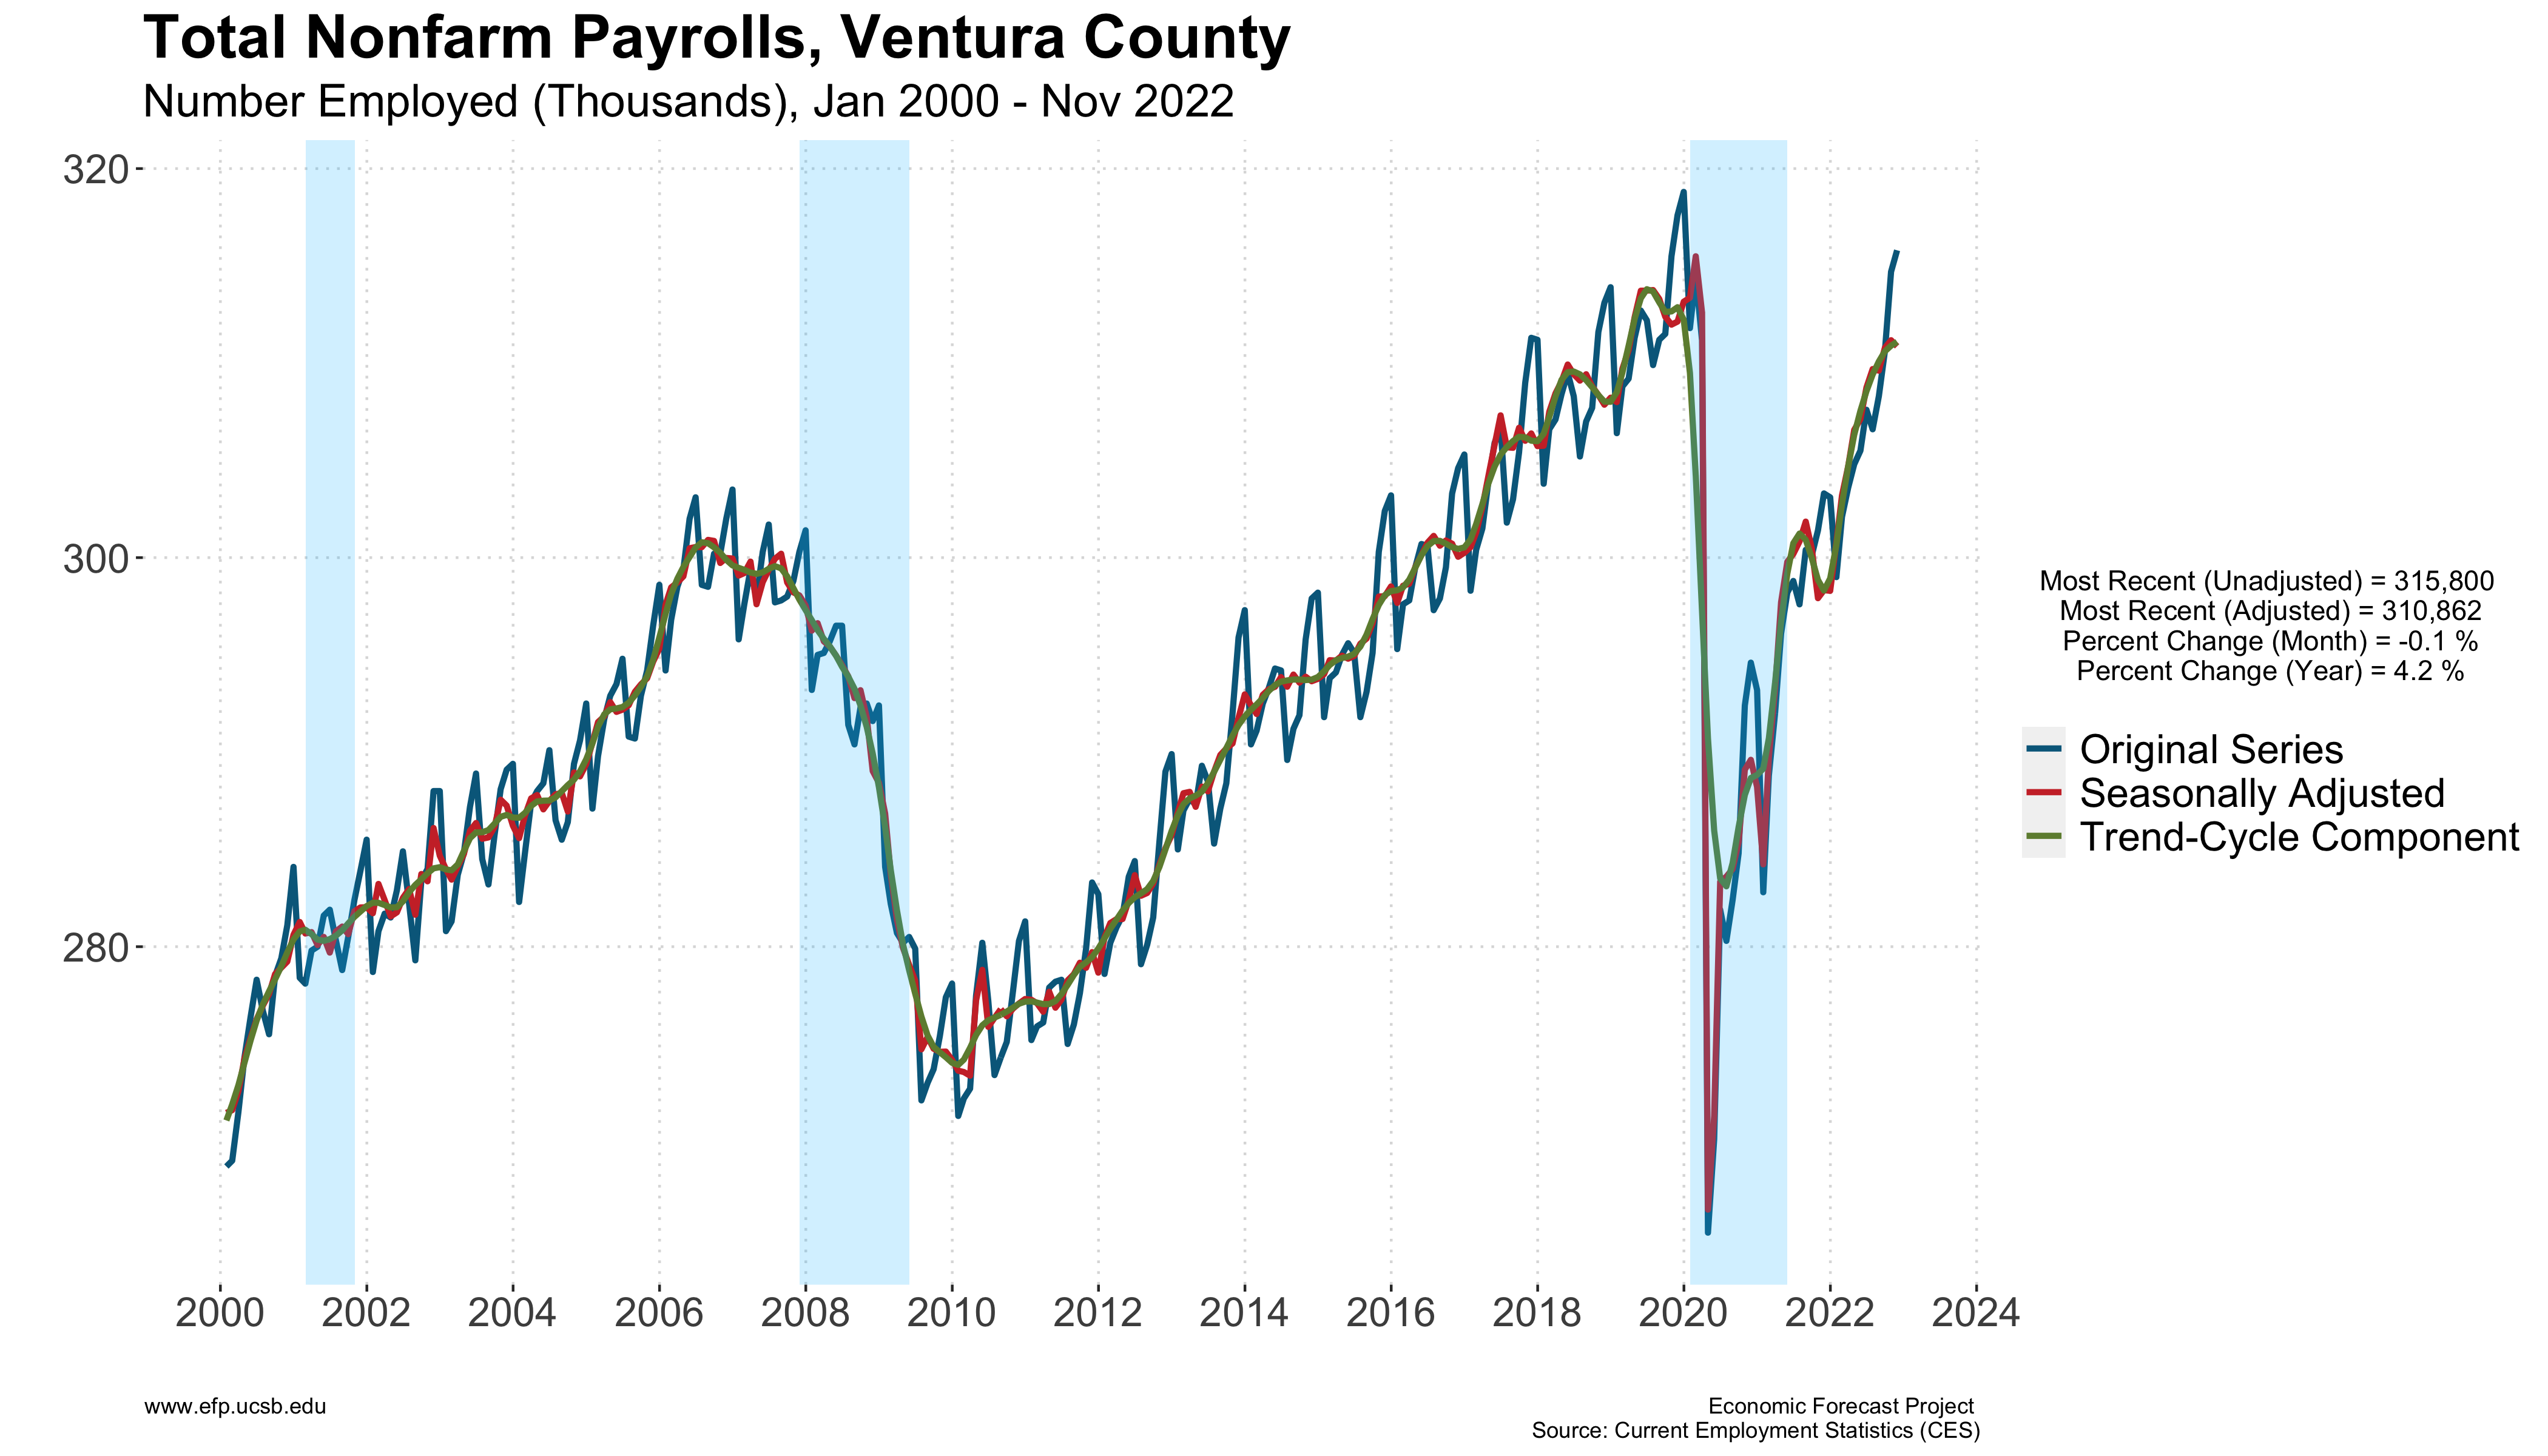 Total Nonfarm Payrolls, Ventura County
Number Employed (Thousands), Jan 2000 - Nov 2022
320
300
280
2000 2002 2004 2006 2008 2010 2012 2014 2016 2018 2020 2022 2024
Most Recent (Unadjusted) = 315,800
Most Recent (Adjusted) = 310,862
Percent Change (Month) = -0.1 %
Percent Change (Year) = 4.2 %
Original Series
Seasonally Adjusted
Trend-Cycle Component
www.efp.ucsb.edu
Economic Forecast Project
Source: Current Employment Statistics (CES)